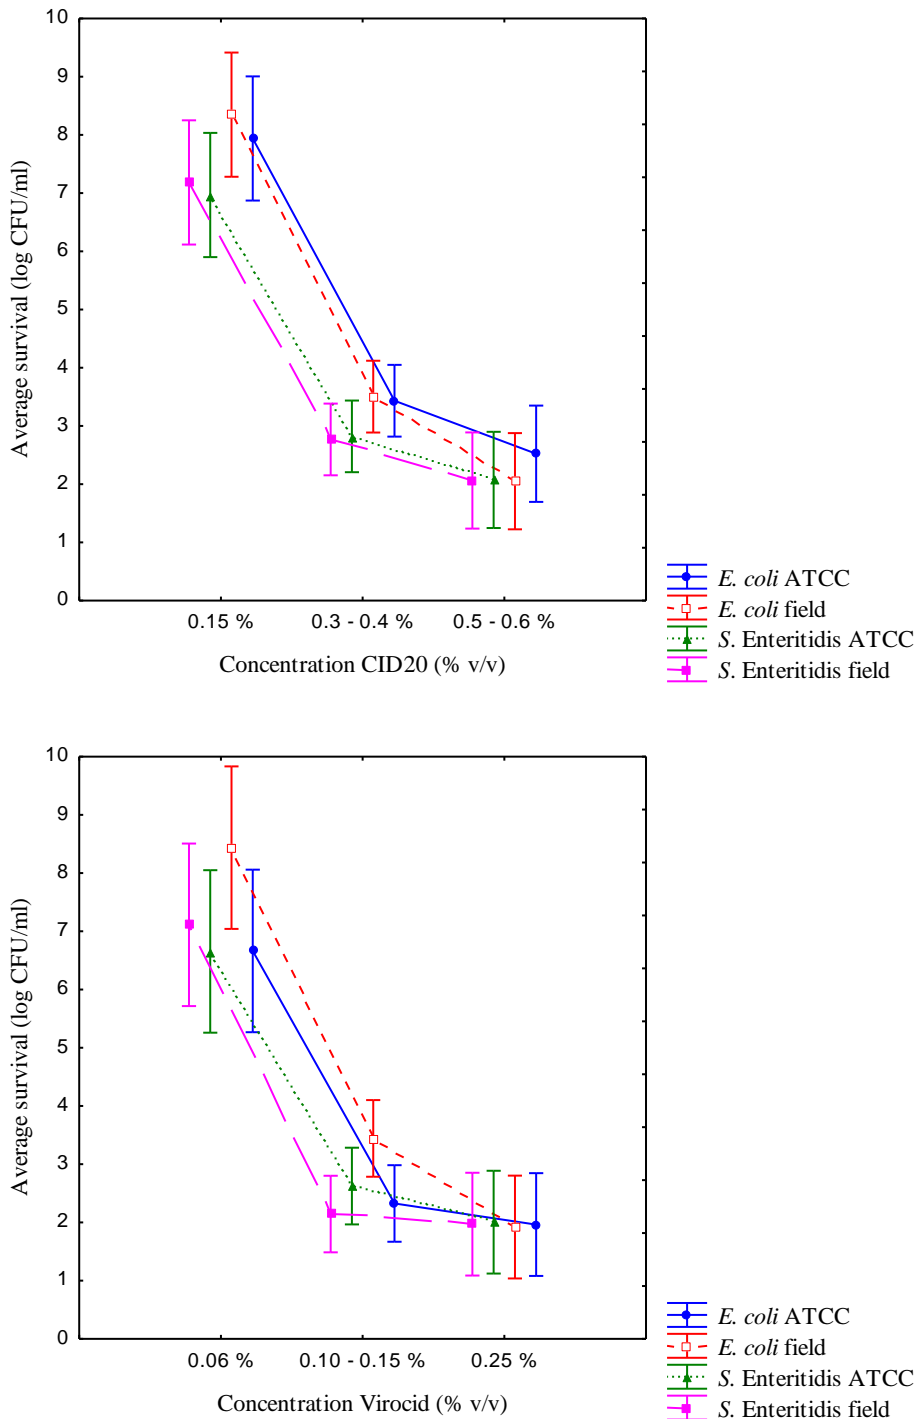 10
9
8
7
6
5
4
3
2
1
0
Average survival (log CFU/ml)
0.15 % 0.3 - 0.4 % 0.5 - 0.6 %
Concentration CID20 (% v/v)
E. coli ATCC
E. coli field
S. Enteritidis ATCC
S. Enteritidis field
10
9
8
7
6
5
4
3
2
1
0
Average survival (log CFU/ml)
0.06 % 0.10 - 0.15 % 0.25 %
Concentration Virocid (% v/v)
E. coli ATCC
E. coli field
S. Enteritidis ATCC
S. Enteritidis field